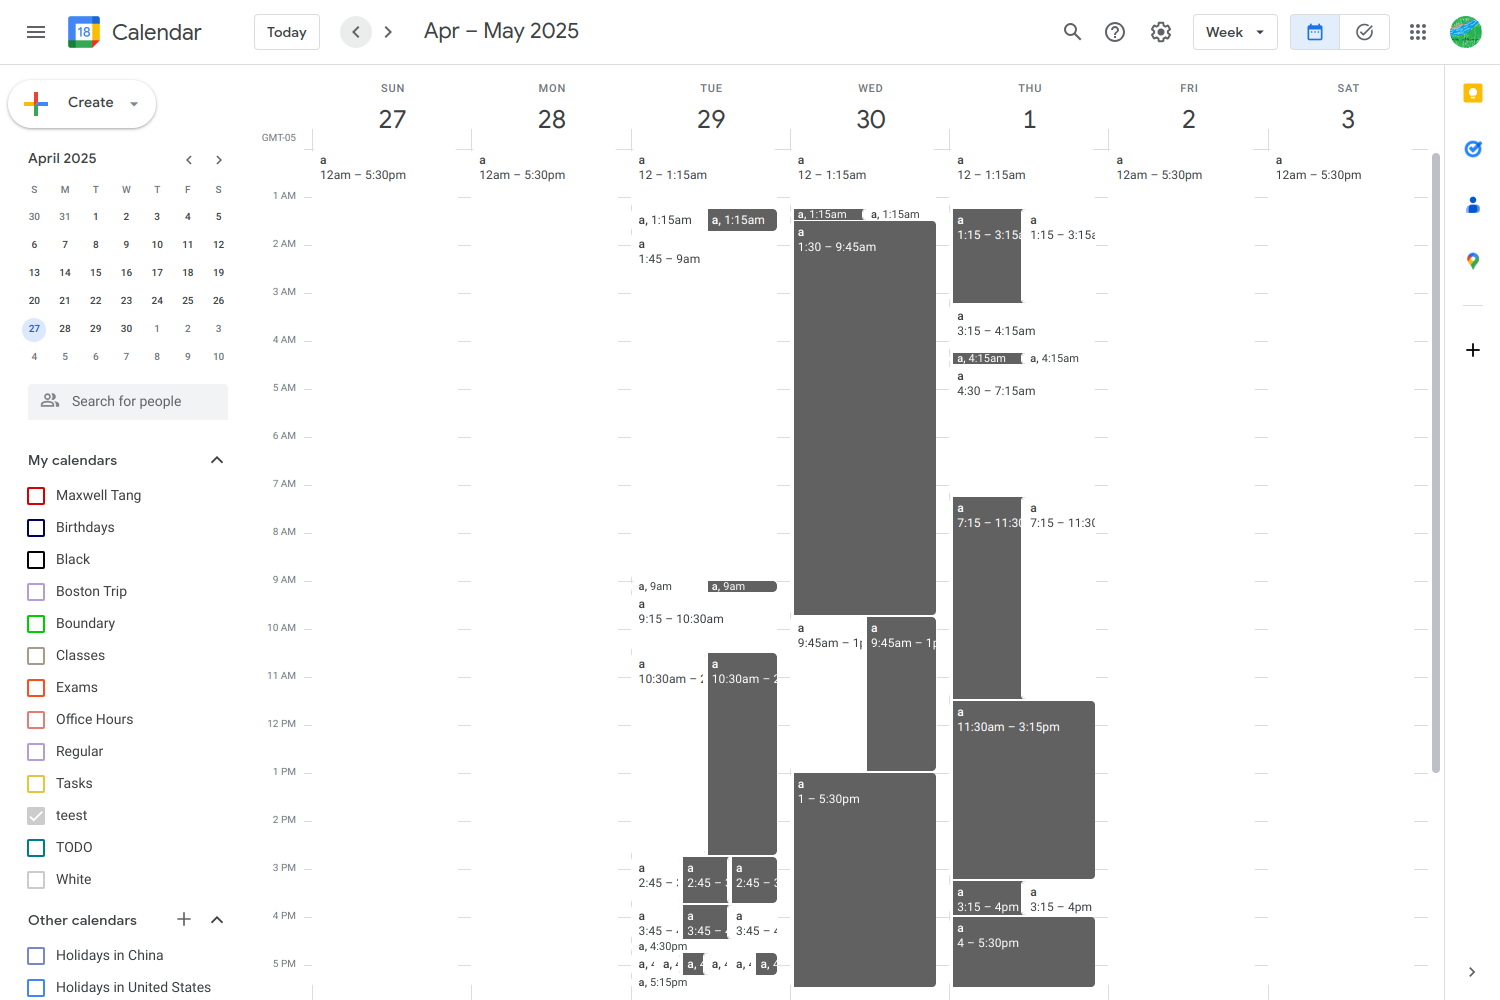 18 Calendar Today Apr – May 2025 Week
Create
SUN MON TUE WED THU FRI SAT
27 28 29 30 1 2 3
GMT-05
April 2025
S M T W T F S
30 31 1 2 3 4 5
6 7 8 9 10 11 12
13 14 15 16 17 18 19
20 21 22 23 24 25 26
27 28 29 30 1 2 3
4 5 6 7 8 9 10
Search for people
My calendars
Maxwell Tang
Birthdays
Black
Boston Trip
Boundary
Classes
Exams
Office Hours
Regular
Tasks
teest
TODO
White
Other calendars
Holidays in China
Holidays in United States
1 AM
2 AM
3 AM
4 AM
5 AM
6 AM
7 AM
8 AM
9 AM
10 AM
11 AM
12 PM
1 PM
2 PM
3 PM
4 PM
5 PM
a
12am – 5:30pm
a
12am – 5:30pm
a
12 – 1:15am
a, 1:15am a, 1:15am
a
1:45 – 9am
a, 9am a, 9am
a
9:15 – 10:30am
a a
10:30am – 10:30am –
a a a
2:45 – 2:45 – 2:45 –
a a a
3:45 – 3:45 – 3:45 –
a, 4:30pm
a, a, a, a, a, a,
a, 5:15pm
a
12 – 1:15am
a, 1:15am a, 1:15am
a
1:30 – 9:45am
a a
9:45am – 9:45am –
a
1 – 5:30pm
a
12 – 1:15am
a a
1:15 – 3:15a 1:15 – 3:15a
a
3:15 – 4:15am
a, 4:15am a, 4:15am
a
4:30 – 7:15am
a a
7:15 – 11:30 7:15 – 11:30
a
11:30am – 3:15pm
a a
3:15 – 4pm 3:15 – 4pm
a
4 – 5:30pm
a
12am – 5:30pm
a
12am – 5:30pm